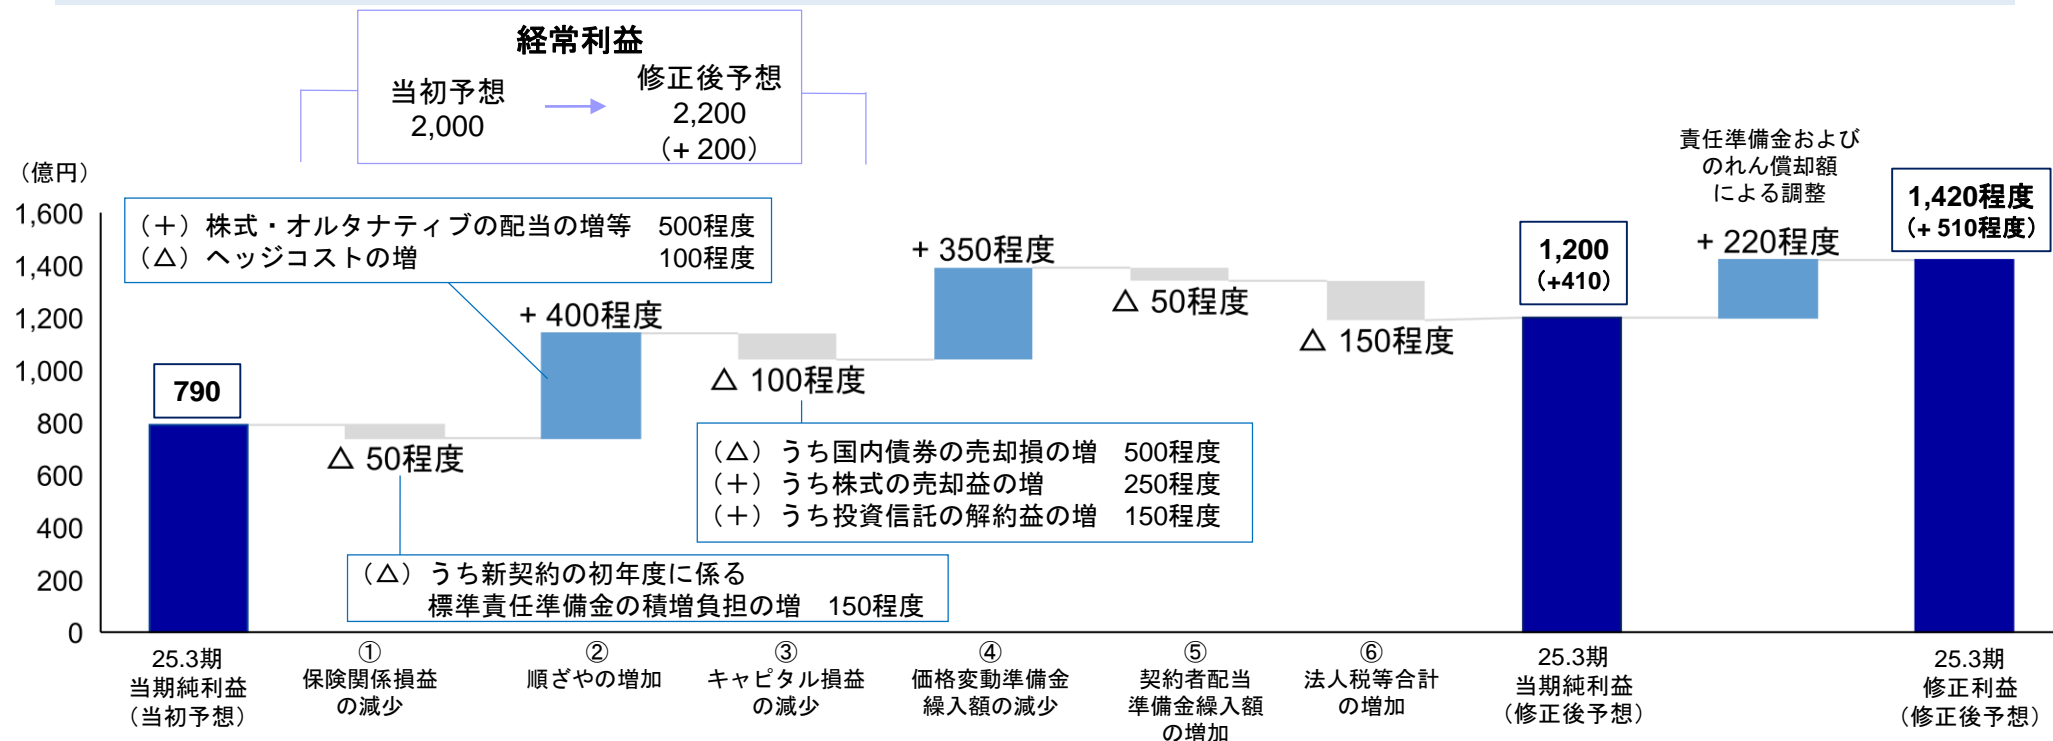 経常利益
当初予想
2,000
修正後予想
2,200
（+ 200）
（億円）
1,600
1,400
1,200
1,000
800
600
400
200
0
（＋）株式・オルタナティブの配当の増等 500程度
（△）ヘッジコストの増 100程度
790
△ 50程度
+ 400程度
△ 100程度
+ 350程度
△ 50程度
△ 150程度
1,200
（+410）
責任準備金および
のれん償却額
による調整
+ 220程度
1,420程度
（+ 510程度）
（△）うち国内債券の売却損の増 500程度
（＋）うち株式の売却益の増 250程度
（＋）うち投資信託の解約益の増 150程度
（△）うち新契約の初年度に係る
標準責任準備金の積増負担の増 150程度
25.3期
当期純利益
（当初予想）
①
保険関係損益
の減少
②
順ざやの増加
③
キャピタル損益
の減少
④
価格変動準備金
繰入額の減少
⑤
契約者配当
準備金繰入額
の増加
⑥
法人税等合計
の増加
25.3期
当期純利益
（修正後予想）
25.3期
修正利益
（修正後予想）